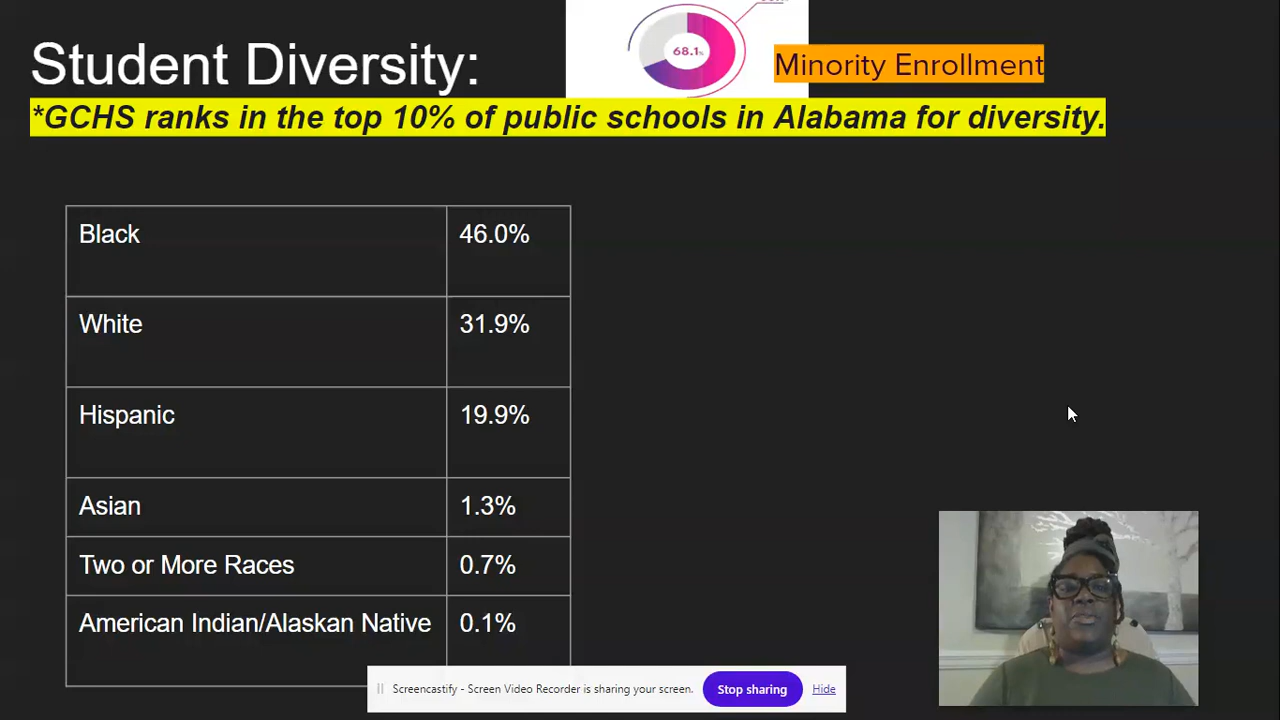 Student Diversity:
68.1%
Minority Enrollment
*GCHS ranks in the top 10% of public schools in Alabama for diversity.
Black 46.0%
White 31.9%
Hispanic 19.9%
Asian 1.3%
Two or More Races 0.7%
American Indian/Alaskan Native 0.1%
Screencastify - Screen Video Recorder is sharing your screen. Stop sharing Hide